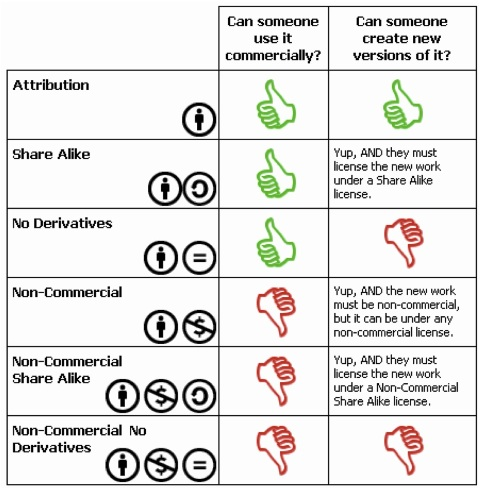 Can someone
use it
commercially?
Can someone
create new
versions of it?
Attribution
Share Alike
Yup, AND they must
license the new work
under a Share Alike
license.
No Derivatives
Non-Commercial
Yup, AND the new work
must be non-commercial,
but it can be under any
non-commercial license.
Non-Commercial
Share Alike
Yup, AND they must
license the new work
under a Non-Commercial
Share Alike license.
Non-Commercial No
Derivatives